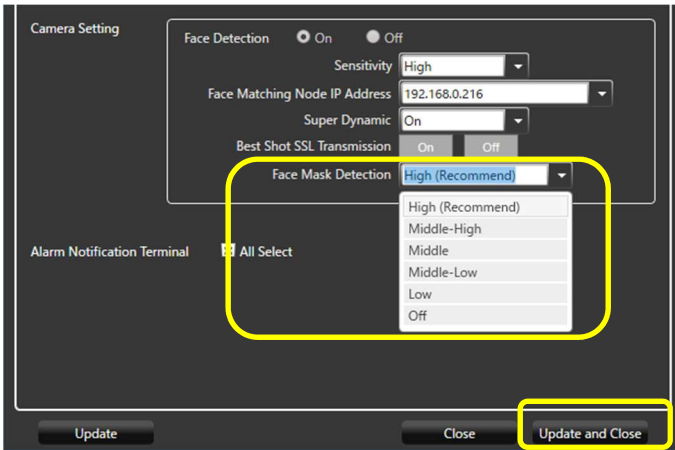 Camera Setting
Face Detection On Off
Sensitivity High
Face Matching Node IP Address 192.168.0.216
Super Dynamic On
Best Shot SSL Transmission On Off
Face Mask Detection High (Recommend)
High (Recommend)
Middle-High
Middle
Alarm Notification Terminal All Select
Middle-Low
Low
Off
Update Close Update and Close